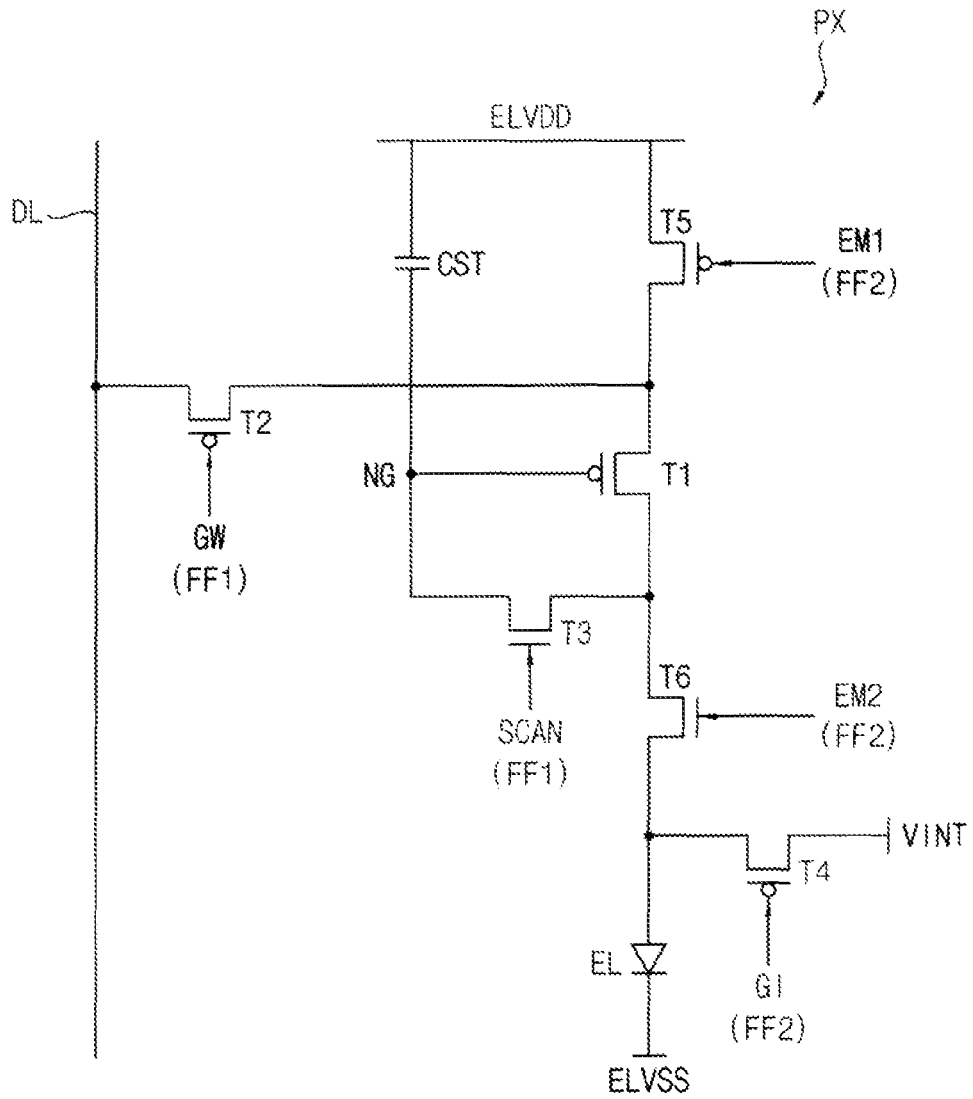 PX
ELVDD
DL
T5
EM1
(FF2)
CST
T2
NG
T1
GW
(FF1)
T3
T6
EM2
(FF2)
SCAN
(FF1)
VINT
T4
EL
GI
(FF2)
ELVSS